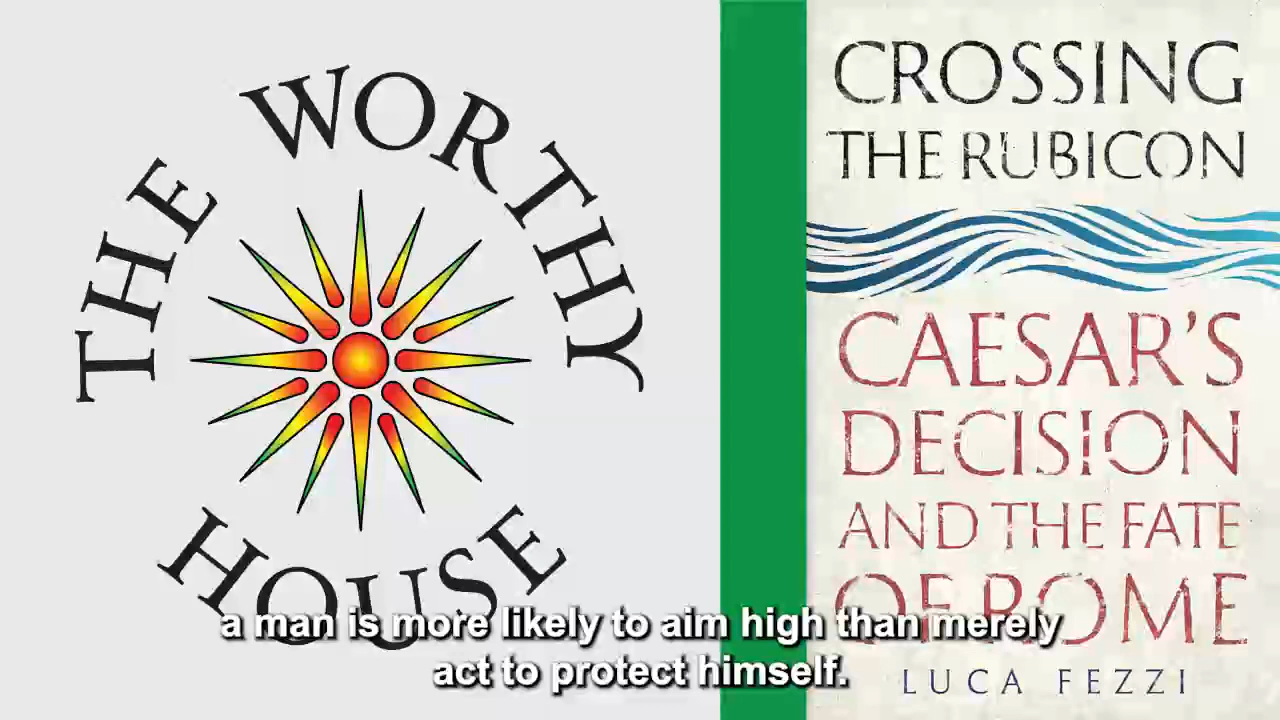 THE WORTHY
HOUSE
CROSSING
THE RUBICON
CAESAR'S
DECISION
AND THE FATE
OF ROME
LUCA FEZZI
a man is more likely to aim high than merely
act to protect himself.